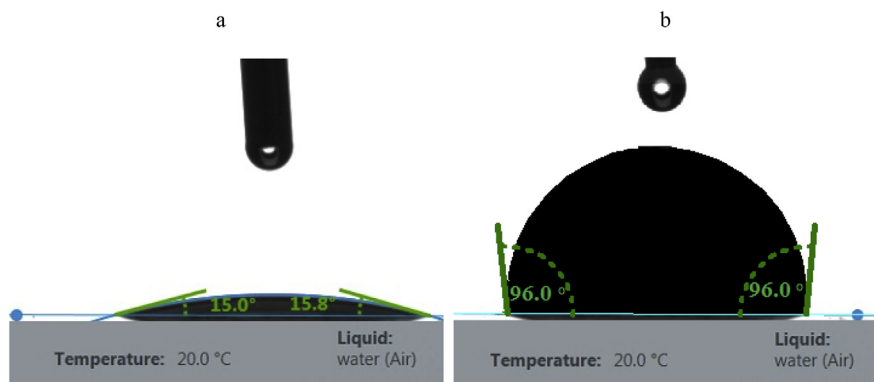 a
15.0° 15.8°
Temperature: 20.0 °C
Liquid:
water (Air)
b
96.0 ° 96.0 °
Temperature: 20.0 °C
Liquid:
water (Air)